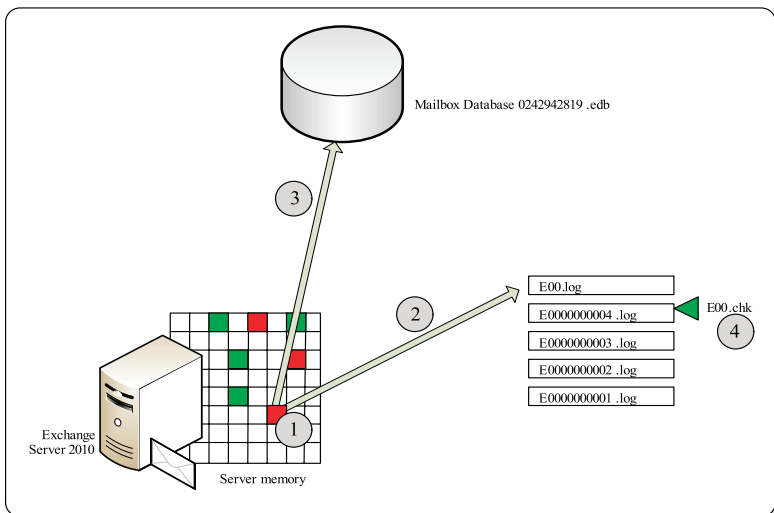 Mailbox Database 0242942819 .edb
3
2
E00.log
E0000000004 .log
E0000000003 .log
E0000000002 .log
E0000000001 .log
E00.chk
4
1
Exchange
Server 2010
Server memory